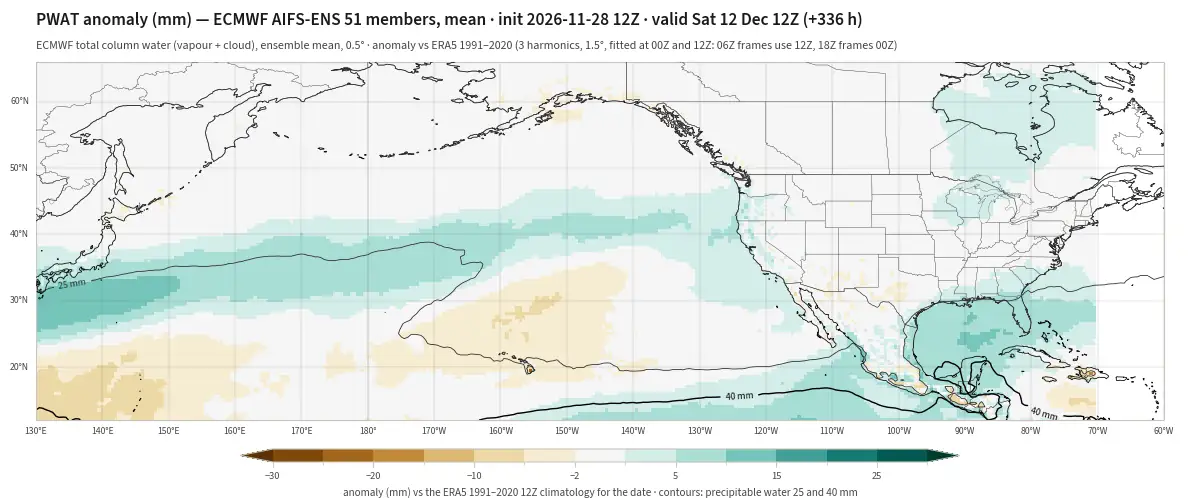 PWAT anomaly (mm) — ECMWF AIFS-ENS 51 members, mean · init 2026-11-28 12Z · valid Sat 12 Dec 12Z (+336 h)
ECMWF total column water (vapour + cloud), ensemble mean, 0.5° · anomaly vs ERA5 1991–2020 (3 harmonics, 1.5°, fitted at 00Z and 12Z: 06Z frames use 12Z, 18Z frames 00Z)
60°N
50°N
40°N
30°N
20°N
25 mm
40 mm
40 mm
130°E 140°E 150°E 160°E 170°E 180° 170°W 160°W 150°W 140°W 130°W 120°W 110°W 100°W 90°W 80°W 70°W 60°W
−30 −20 −10 −2 5 15 25
anomaly (mm) vs the ERA5 1991–2020 12Z climatology for the date · contours: precipitable water 25 and 40 mm